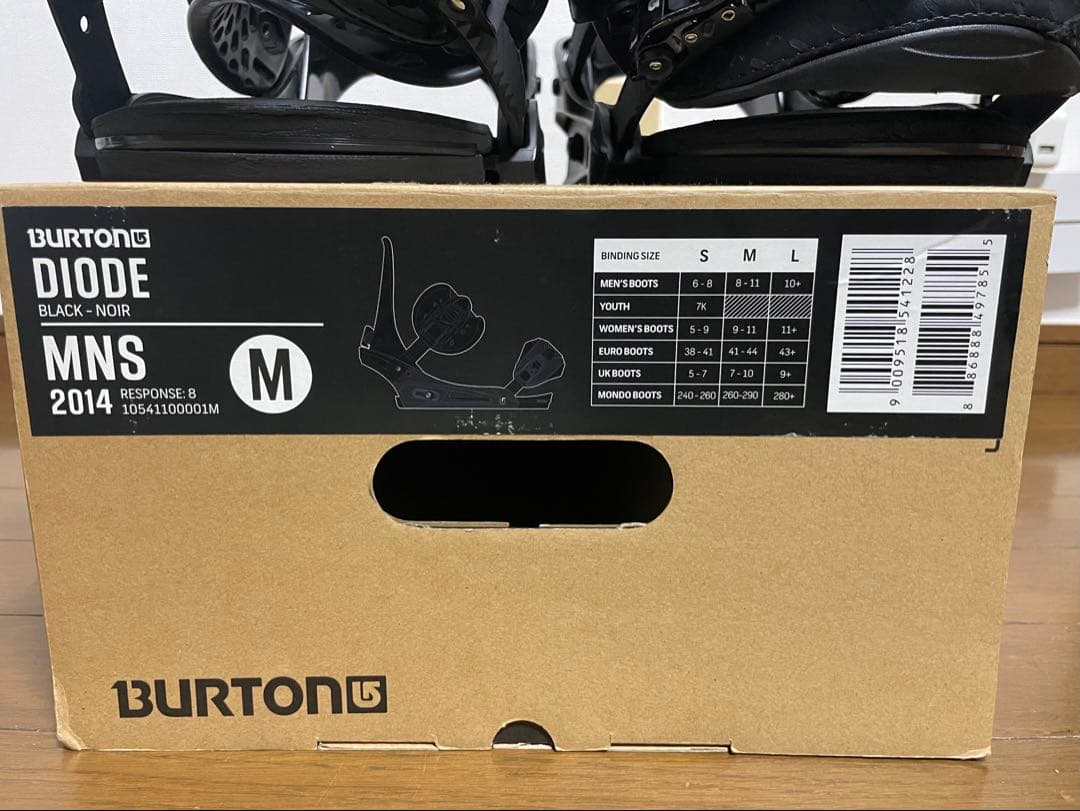 BURTON
DIODE
BLACK - NOIR
MNS
2014 RESPONSE: 8
10541100001M
M
BINDING SIZE S M L
MEN'S BOOTS 6 - 8 8 - 11 10+
YOUTH 7K
WOMEN'S BOOTS 5 - 9 9 - 11 11+
EURO BOOTS 38 - 41 41 - 44 43+
UK BOOTS 5 - 7 7 - 10 9+
MONDO BOOTS 240 - 260 260-290 280+
9 009518 541228
8 86888 49785 5
BURTON